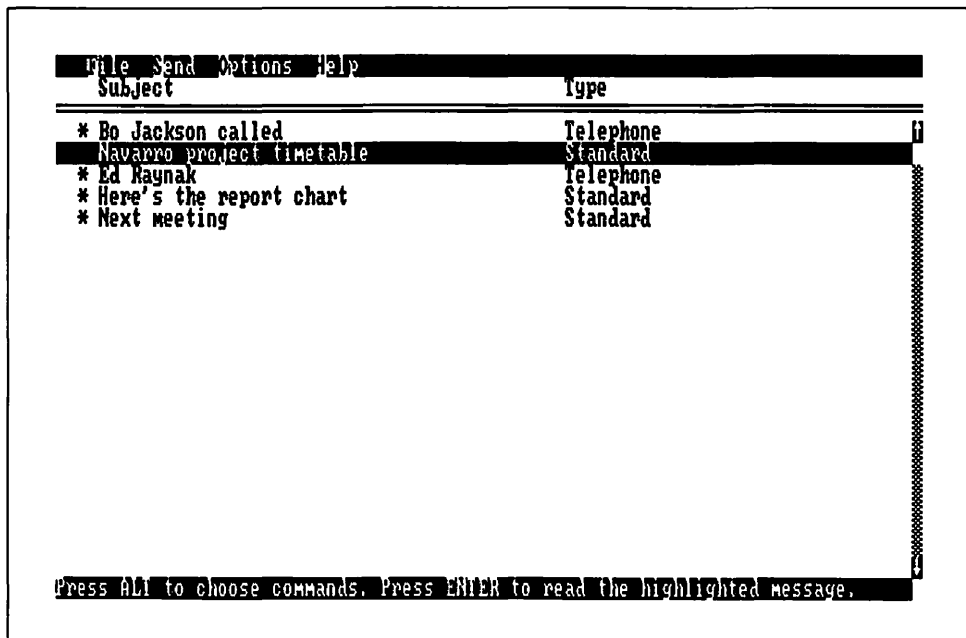 File Send Options Help
Subject Type
* Bo Jackson called Telephone
Navarro project timetable Standard
* Ed Raynak Telephone
* Here's the report chart Standard
* Next meeting Standard
Press ALT to choose commands. Press ENTER to read the highlighted message.